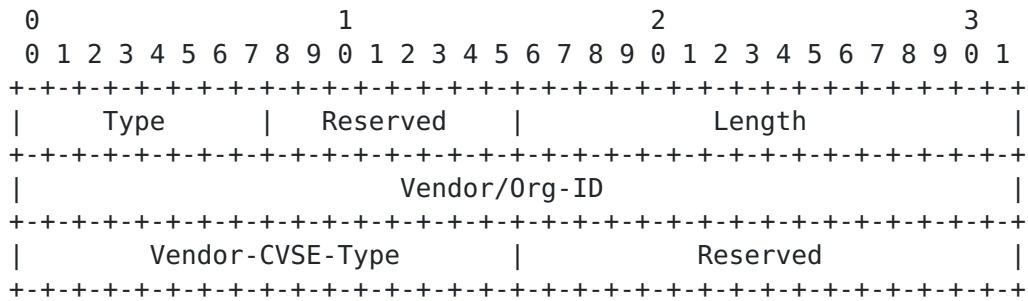 0                   1                   2                   3
 0 1 2 3 4 5 6 7 8 9 0 1 2 3 4 5 6 7 8 9 0 1 2 3 4 5 6 7 8 9 0 1
+-+-+-+-+-+-+-+-+-+-+-+-+-+-+-+-+-+-+-+-+-+-+-+-+-+-+-+-+-+-+-+-+
|      Type     |   Reserved    |            Length             |
+-+-+-+-+-+-+-+-+-+-+-+-+-+-+-+-+-+-+-+-+-+-+-+-+-+-+-+-+-+-+-+-+
|                        Vendor/Org-ID                          |
+-+-+-+-+-+-+-+-+-+-+-+-+-+-+-+-+-+-+-+-+-+-+-+-+-+-+-+-+-+-+-+-+
|        Vendor-CVSE-Type       |           Reserved            |
+-+-+-+-+-+-+-+-+-+-+-+-+-+-+-+-+-+-+-+-+-+-+-+-+-+-+-+-+-+-+-+-+